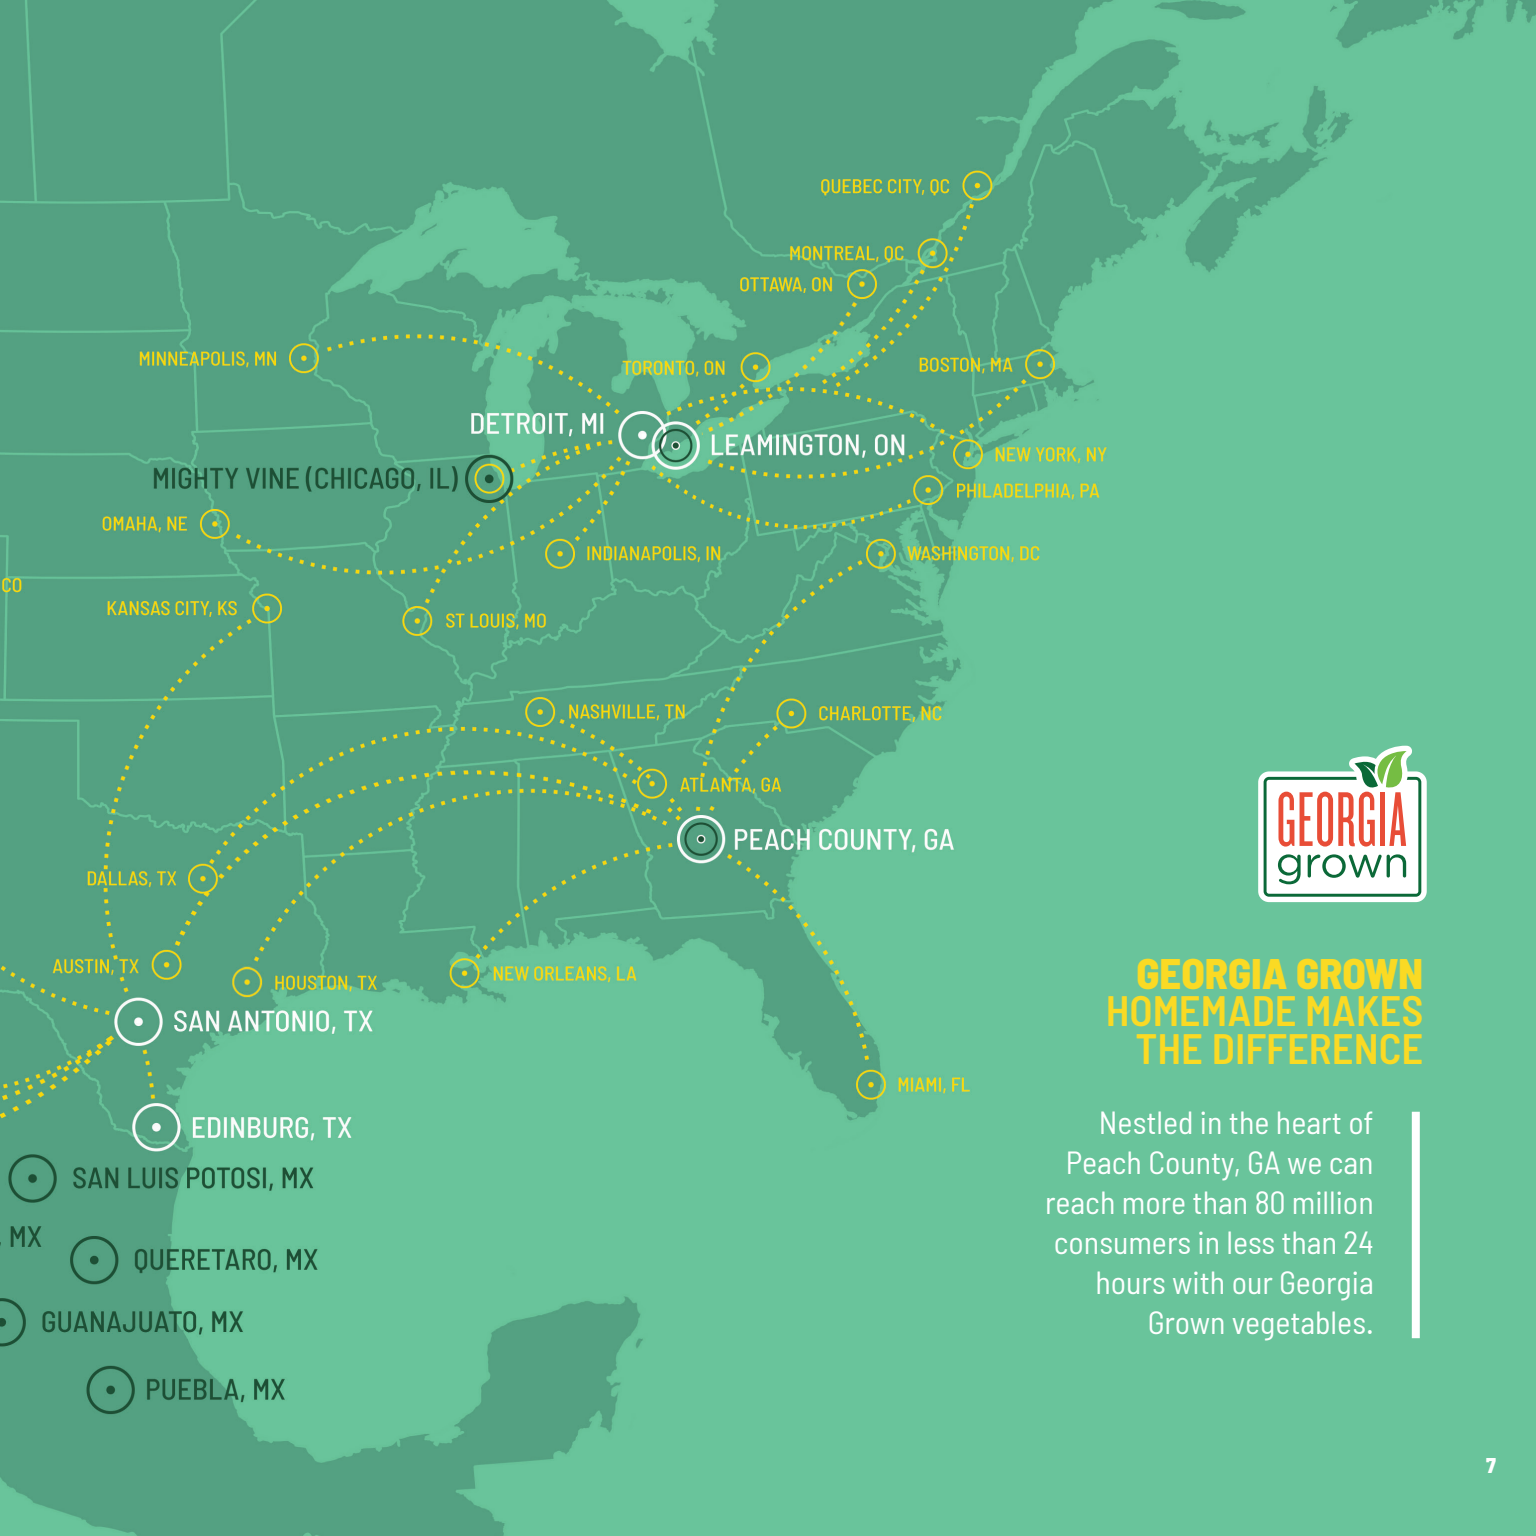 QUEBEC CITY, QC
MONTREAL, QC
OTTAWA, ON
MINNEAPOLIS, MN
TORONTO, ON
BOSTON, MA
DETROIT, MI
LEAMINGTON, ON
NEW YORK, NY
MIGHTY VINE (CHICAGO, IL)
PHILADELPHIA, PA
OMAHA, NE
INDIANAPOLIS, IN
WASHINGTON, DC
CO
KANSAS CITY, KS
ST LOUIS, MO
NASHVILLE, TN
CHARLOTTE, NC
ATLANTA, GA
PEACH COUNTY, GA
DALLAS, TX
AUSTIN, TX
HOUSTON, TX
NEW ORLEANS, LA
SAN ANTONIO, TX
MIAMI, FL
EDINBURG, TX
SAN LUIS POTOSI, MX
, MX
QUERETARO, MX
GUANAJUATO, MX
PUEBLA, MX
GEORGIA
grown
GEORGIA GROWN
HOMEMADE MAKES
THE DIFFERENCE
Nestled in the heart of
Peach County, GA we can
reach more than 80 million
consumers in less than 24
hours with our Georgia
Grown vegetables.
7